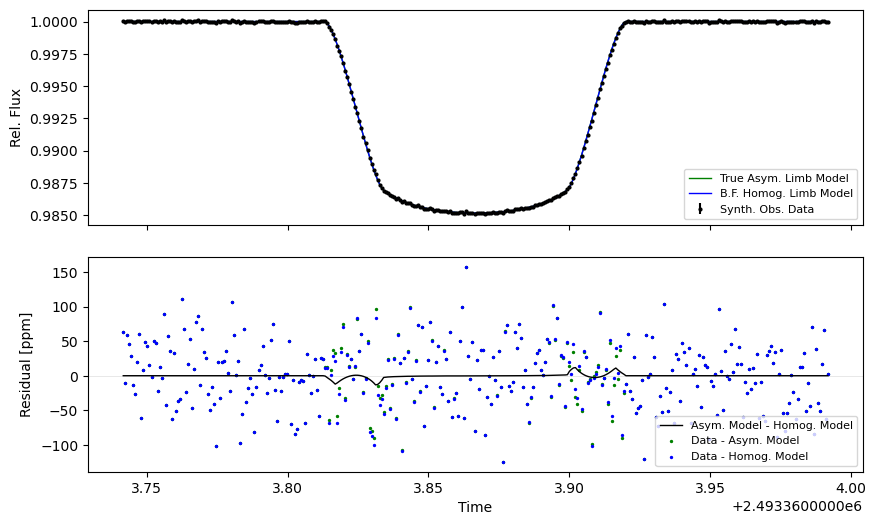 1.0000
0.9975
0.9950
0.9925
0.9900
0.9875
0.9850
Rel. Flux
True Asym. Limb Model
B.F. Homog. Limb Model
Synth. Obs. Data
150
100
50
0
−50
−100
Residual [ppm]
Asym. Model - Homog. Model
Data - Asym. Model
Data - Homog. Model
3.75 3.80 3.85 3.90 3.95 4.00
Time
+2.4933600000e6